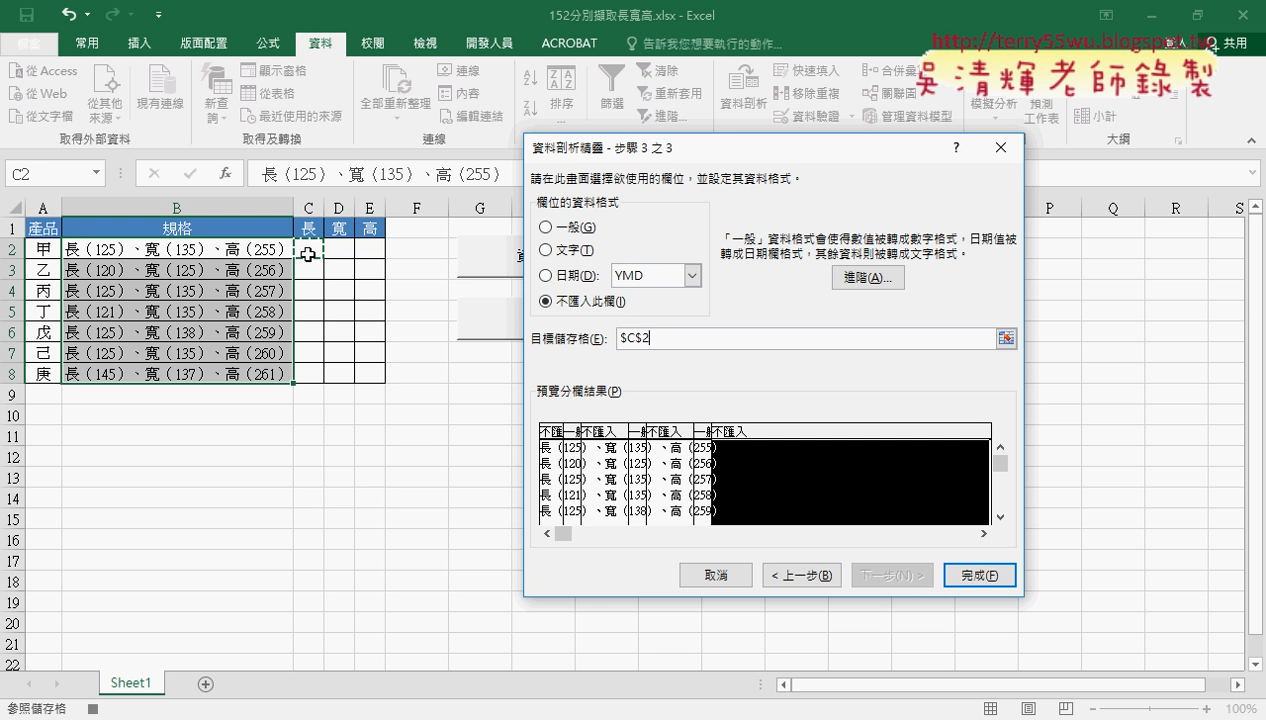 152分別擷取長寬高.xlsx - Excel
檔案 常用 插入 版面配置 公式 資料 校閱 檢視 開發人員 ACROBAT 告訴我您想要執行的動作... 登入 共用
http://terry55wu.blogspot.tw
吳清輝老師錄製
從 Access
從 Web
從文字檔
從其他
來源
現有連線
新查
詢
顯示查詢
從表格
最近使用的來源
全部重新整理
連線
內容
編輯連結
排序
...
篩選
清除
重新套用
進階...
資料剖析
快速填入
移除重複
資料驗證
合併彙
關聯圖
管理資料模型
模擬分析
預測
工作表
小計
取得外部資料 取得及轉換 連線 大綱
C2 fx 長（125）、寬（135）、高（255）
A B C D E F G P Q R S
1 產品 規格 長 寬 高
2 甲 長（125）、寬（135）、高（255）
3 乙 長（120）、寬（125）、高（256）
4 丙 長（125）、寬（135）、高（257）
5 丁 長（121）、寬（135）、高（258）
6 戊 長（125）、寬（138）、高（259）
7 己 長（125）、寬（135）、高（260）
8 庚 長（145）、寬（137）、高（261）
9
10
11
12
13
14
15
16
17
18
19
20
21
22
資料剖析精靈 - 步驟 3 之 3 ?
請在此畫面選擇欲使用的欄位，並設定其資料格式。
欄位的資料格式
一般(G)
文字(T)
日期(D): YMD
不匯入此欄(I)
「一般」資料格式會使得數值被轉成數字格式，日期值被
轉成日期欄格式，其餘資料則被轉成文字格式。
進階(A)...
目標儲存格(E): $C$2
預覽分欄結果(P)
不匯 一般 不匯入 一般 不匯入 一般 不匯入
長（125）、寬（135）、高（255）
長（120）、寬（125）、高（256）
長（125）、寬（135）、高（257）
長（121）、寬（135）、高（258）
長（125）、寬（138）、高（259）
取消 < 上一步(B) 下一步(N) > 完成(F)
Sheet1
參照儲存格 100%